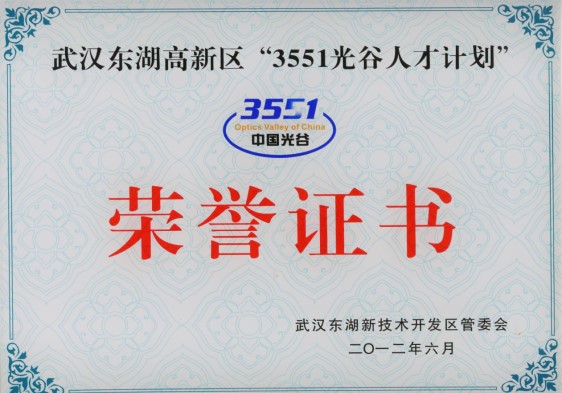 武汉东湖高新区“3551光谷人才计划”
3551
Optics Valley of China
中国光谷
荣誉证书
武汉东湖新技术开发区管委会
二〇一二年六月